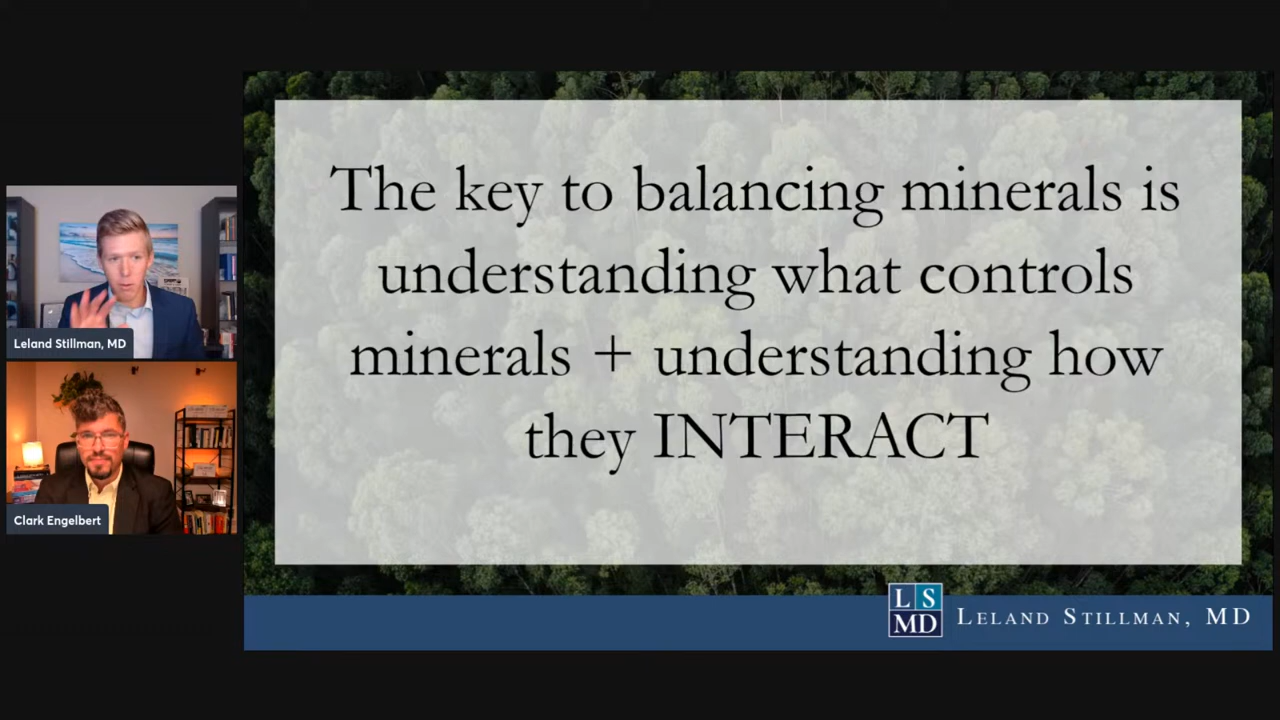 The key to balancing minerals is
understanding what controls
minerals + understanding how
they INTERACT
Leland Stillman, MD
Clark Engelbert
L S
MD
LELAND STILLMAN, MD